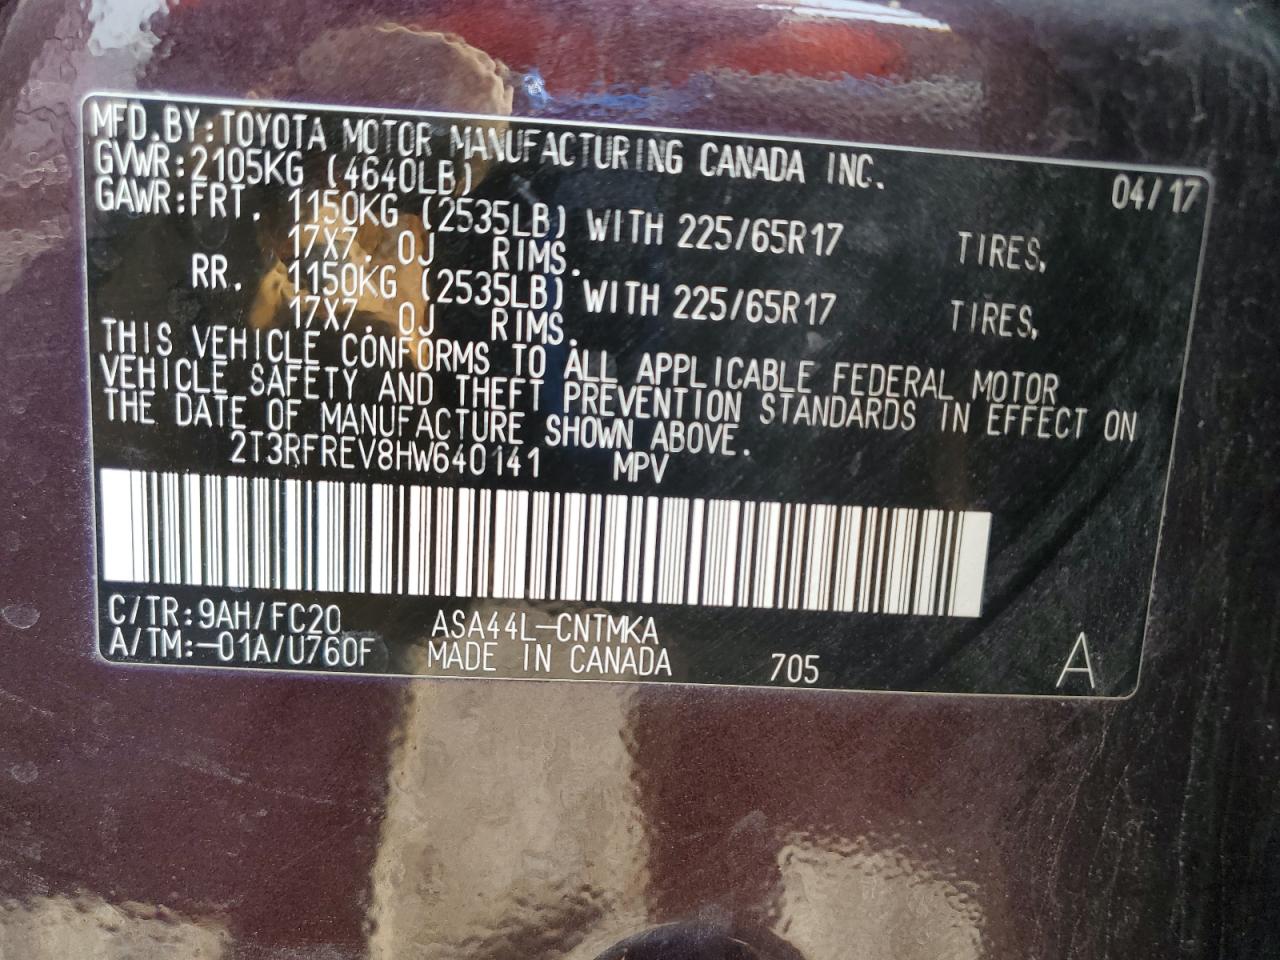 MFD.BY:TOYOTA MOTOR MANUFACTURING CANADA INC.
GVWR:2105KG (4640LB) 04/17
GAWR:FRT. 1150KG (2535LB) WITH 225/65R17 TIRES,
17X7.0J RIMS.
RR. 1150KG (2535LB) WITH 225/65R17 TIRES,
17X7.0J RIMS.
THIS VEHICLE CONFORMS TO ALL APPLICABLE FEDERAL MOTOR
VEHICLE SAFETY AND THEFT PREVENTION STANDARDS IN EFFECT ON
THE DATE OF MANUFACTURE SHOWN ABOVE.
2T3RFREV8HW640141 MPV
C/TR:9AH/FC20 ASA44L-CNTMKA
A/TM:-01A/U760F MADE IN CANADA 705 A